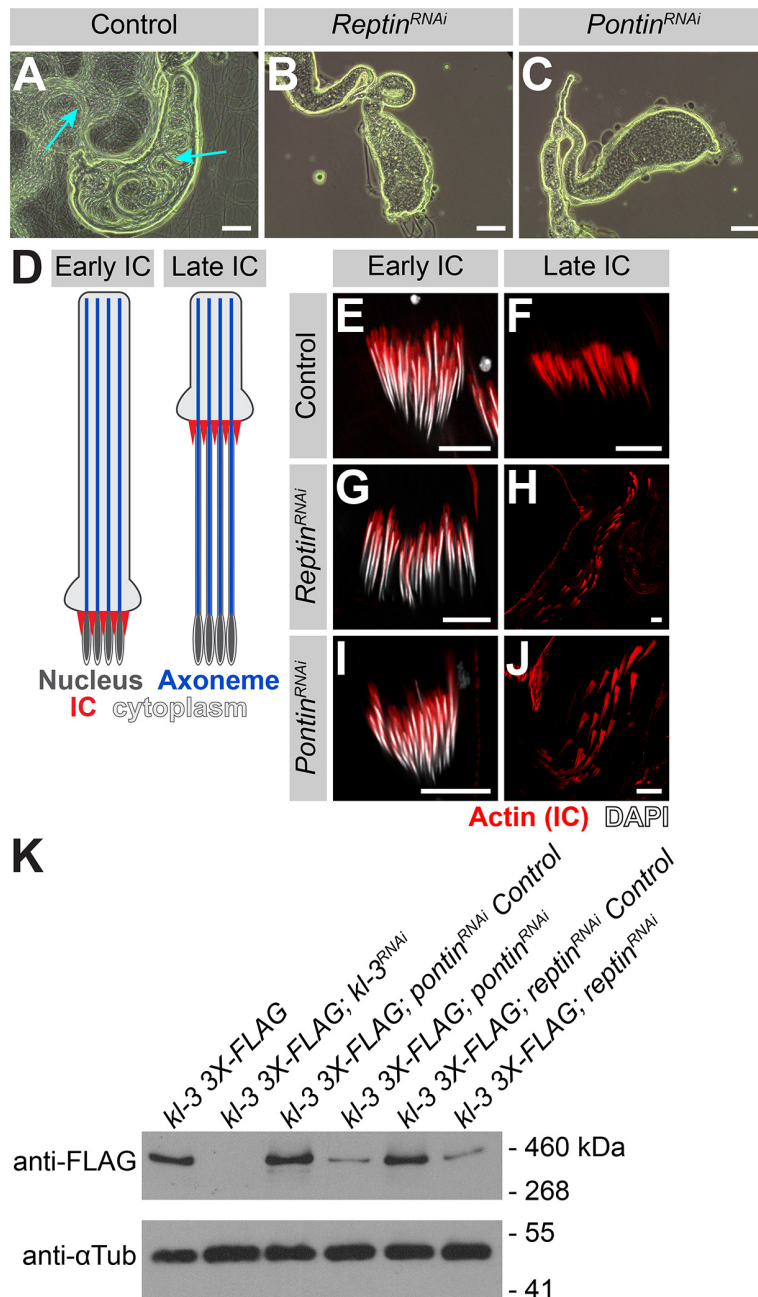 Control Reptin^RNAi Pontin^RNAi
A B C
D Early IC Late IC Early IC Late IC
Control E F
Reptin^RNAi G H
Pontin^RNAi I J
Nucleus Axoneme
IC cytoplasm
Actin (IC) DAPI
K
kl-3 3X-FLAG
kl-3 3X-FLAG; kl-3^RNAi
kl-3 3X-FLAG; pontin^RNAi Control
kl-3 3X-FLAG; pontin^RNAi
kl-3 3X-FLAG; reptin^RNAi Control
kl-3 3X-FLAG; reptin^RNAi
anti-FLAG - 460 kDa
- 268
anti-αTub - 55
- 41